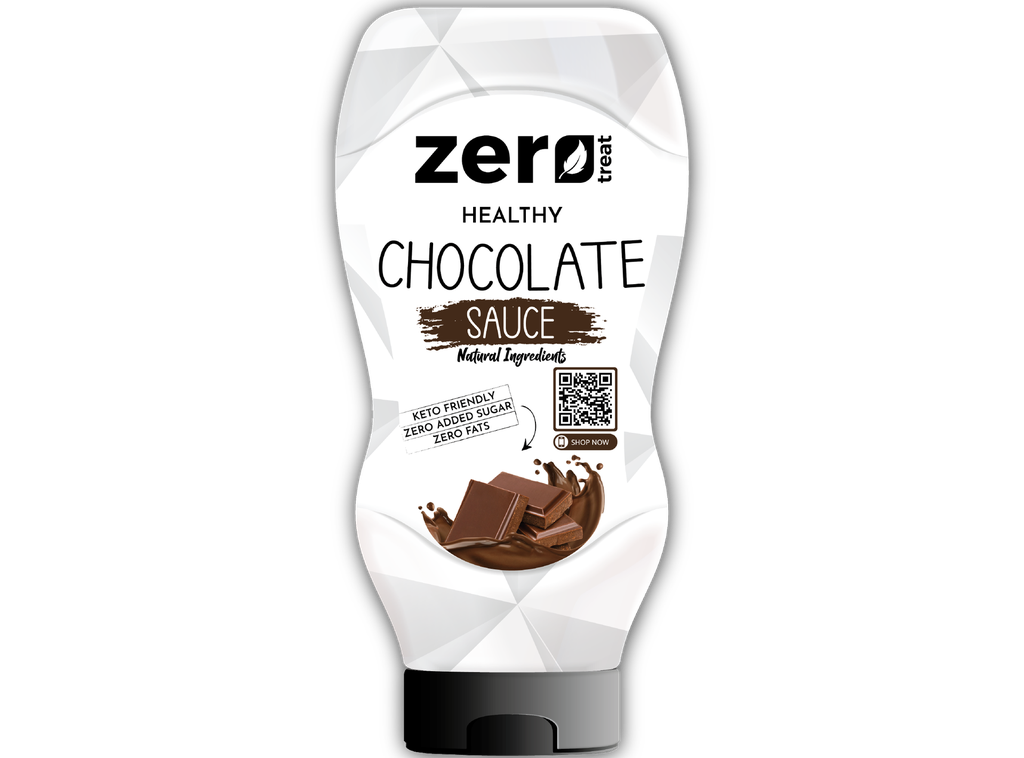 zero treat
HEALTHY
CHOCOLATE
SAUCE
Natural Ingredients
KETO FRIENDLY
ZERO ADDED SUGAR
ZERO FATS
SHOP NOW